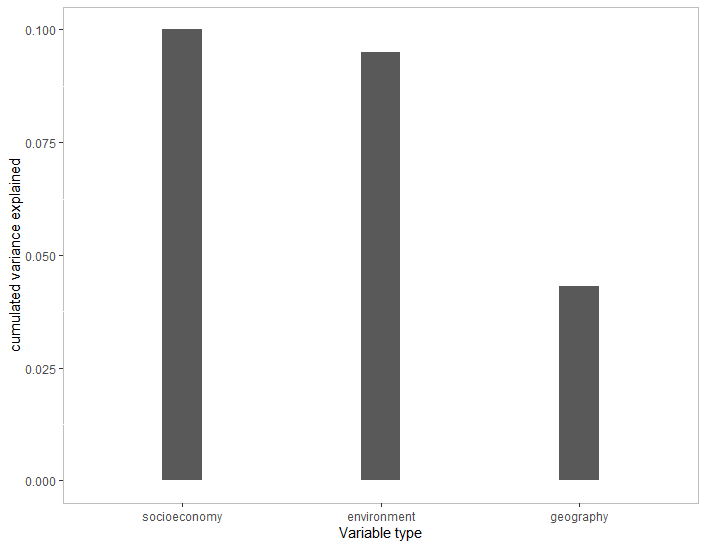 0.100
0.075
0.050
0.025
0.000
cumulated variance explained
socioeconomy environment geography
Variable type